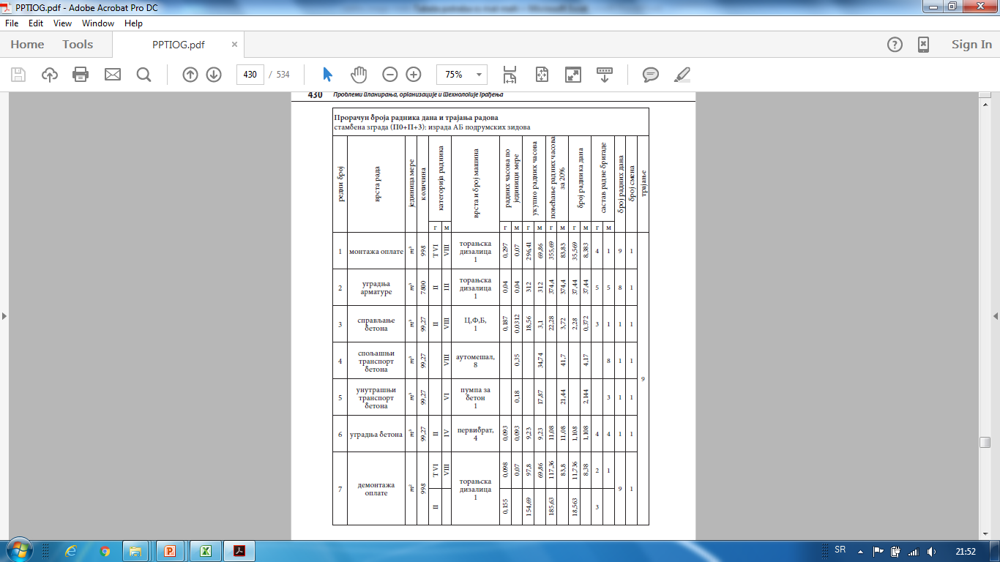 PPTIOG.pdf - Adobe Acrobat Pro DC
File Edit View Window Help
Home Tools PPTIOG.pdf × Sign In
430 / 534 75%
430 Проблеми планирања, организације и технологије грађења
Прорачун броја радника дана и трајања радова
стамбена зграда (П0+П+3): израда АБ подрумских зидова
редни број
врста рада
јединица мере
количина
категорија радника
врста и број машина
радних часова по
јединици мере
укупно радних часова
повећање радних часова
за 20%
број радника дана
састав радне бригаде
број радних дана
број смена
трајање
г м г м г м г м г м г м
1 монтажа оплате m³ 998 T VI VIII торањска
дизалица
1 0,297 0,07 296,41 69,86 355,69 83,83 35,569 8,383 4 1 9 1
2 уградња
арматуре m³ 7800 II III торањска
дизалица
1 0,04 0,04 312 312 374,4 374,4 37,44 37,44 5 5 8 1
3 справљање
бетона m³ 99,27 II VIII Ц,Ф,Б,
1 0,187 0,0312 18,56 3,1 22,28 3,72 2,28 0,372 3 1 1 1
4 спољашњи
транспорт
бетона m³ 99,27 VIII аутомешал,
8 0,35 34,74 41,7 4,17 8 1 1
9
5 унутрашњи
транспорт
бетона m³ 99,27 VI пумпа за
бетон
1 0,18 17,87 21,44 2,144 3 1 1
6 уградња бетона m³ 99,27 II IV первибрат,
4 0,093 0,093 9,23 9,23 11,08 11,08 1,108 1,108 4 4 1 1
7 демонтажа
оплате m² 998 T VI VIII торањска
дизалица
1 0,098 0,07 97,8 69,86 117,36 83,8 11,736 8,38 2 1 9 1
II 0,155 154,69 185,63 18,563 3
SR 21:52